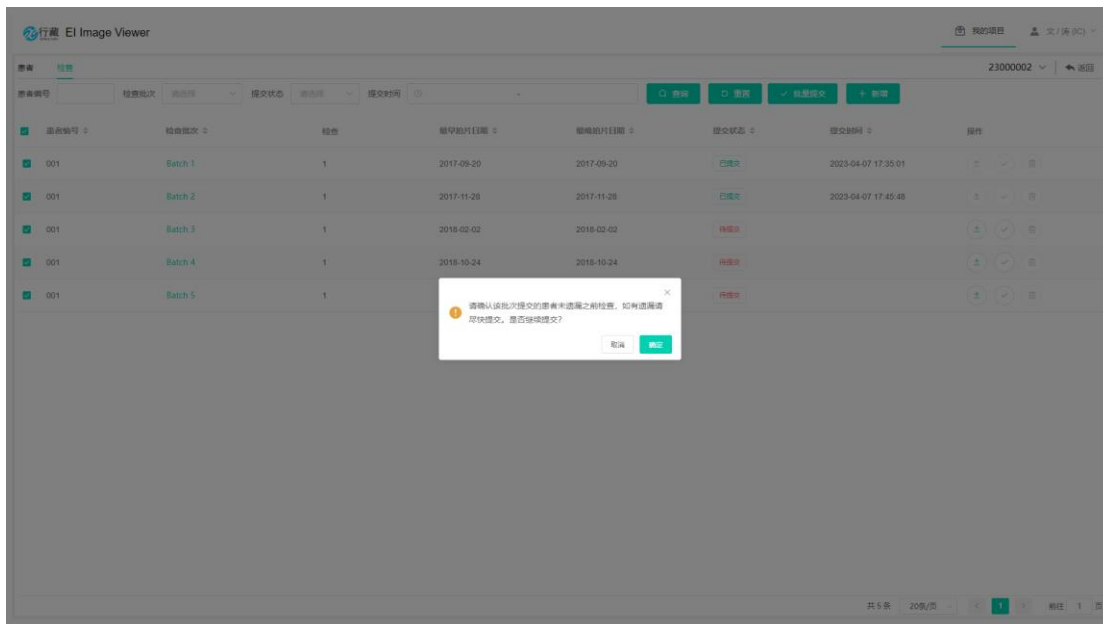 行藏 EI Image Viewer 我的项目
患者 检查 23000002 返回
患者编号 检查批次 请选择 提交状态 请选择 提交时间 - 查询 重置 批量提交 新增
患者编号 检查批次 检查 最早拍片日期 最晚拍片日期 提交状态 提交时间 操作
001 Batch 1 1 2017-09-20 2017-09-20 已提交 2023-04-07 17:35:01
001 Batch 2 1 2017-11-28 2017-11-28 已提交 2023-04-07 17:45:48
001 Batch 3 1 2018-02-02 2018-02-02 待提交
001 Batch 4 1 2018-10-24 2018-10-24 待提交
001 Batch 5 1 待提交
请确认该批次提交的患者未遗漏之前检查，如有遗漏请
尽快提交。是否继续提交？
取消 确定
共 5 条 20条/页 1 前往 1 页